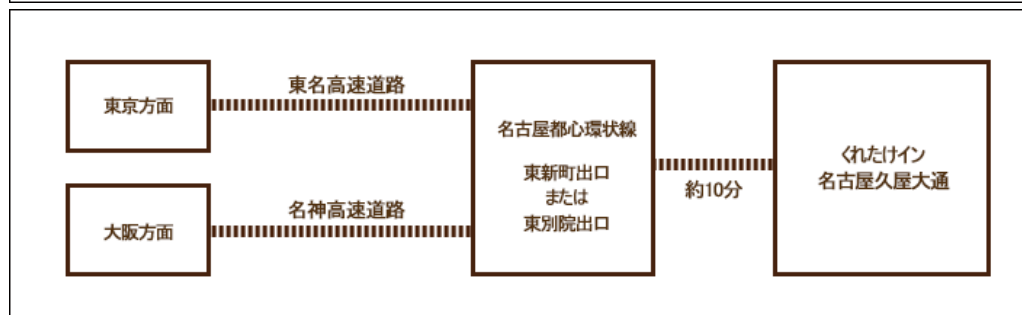 東京方面
東名高速道路
大阪方面
名神高速道路
名古屋都心環状線
東新町出口
または
東別院出口
約10分
くれたけイン
名古屋久屋大通